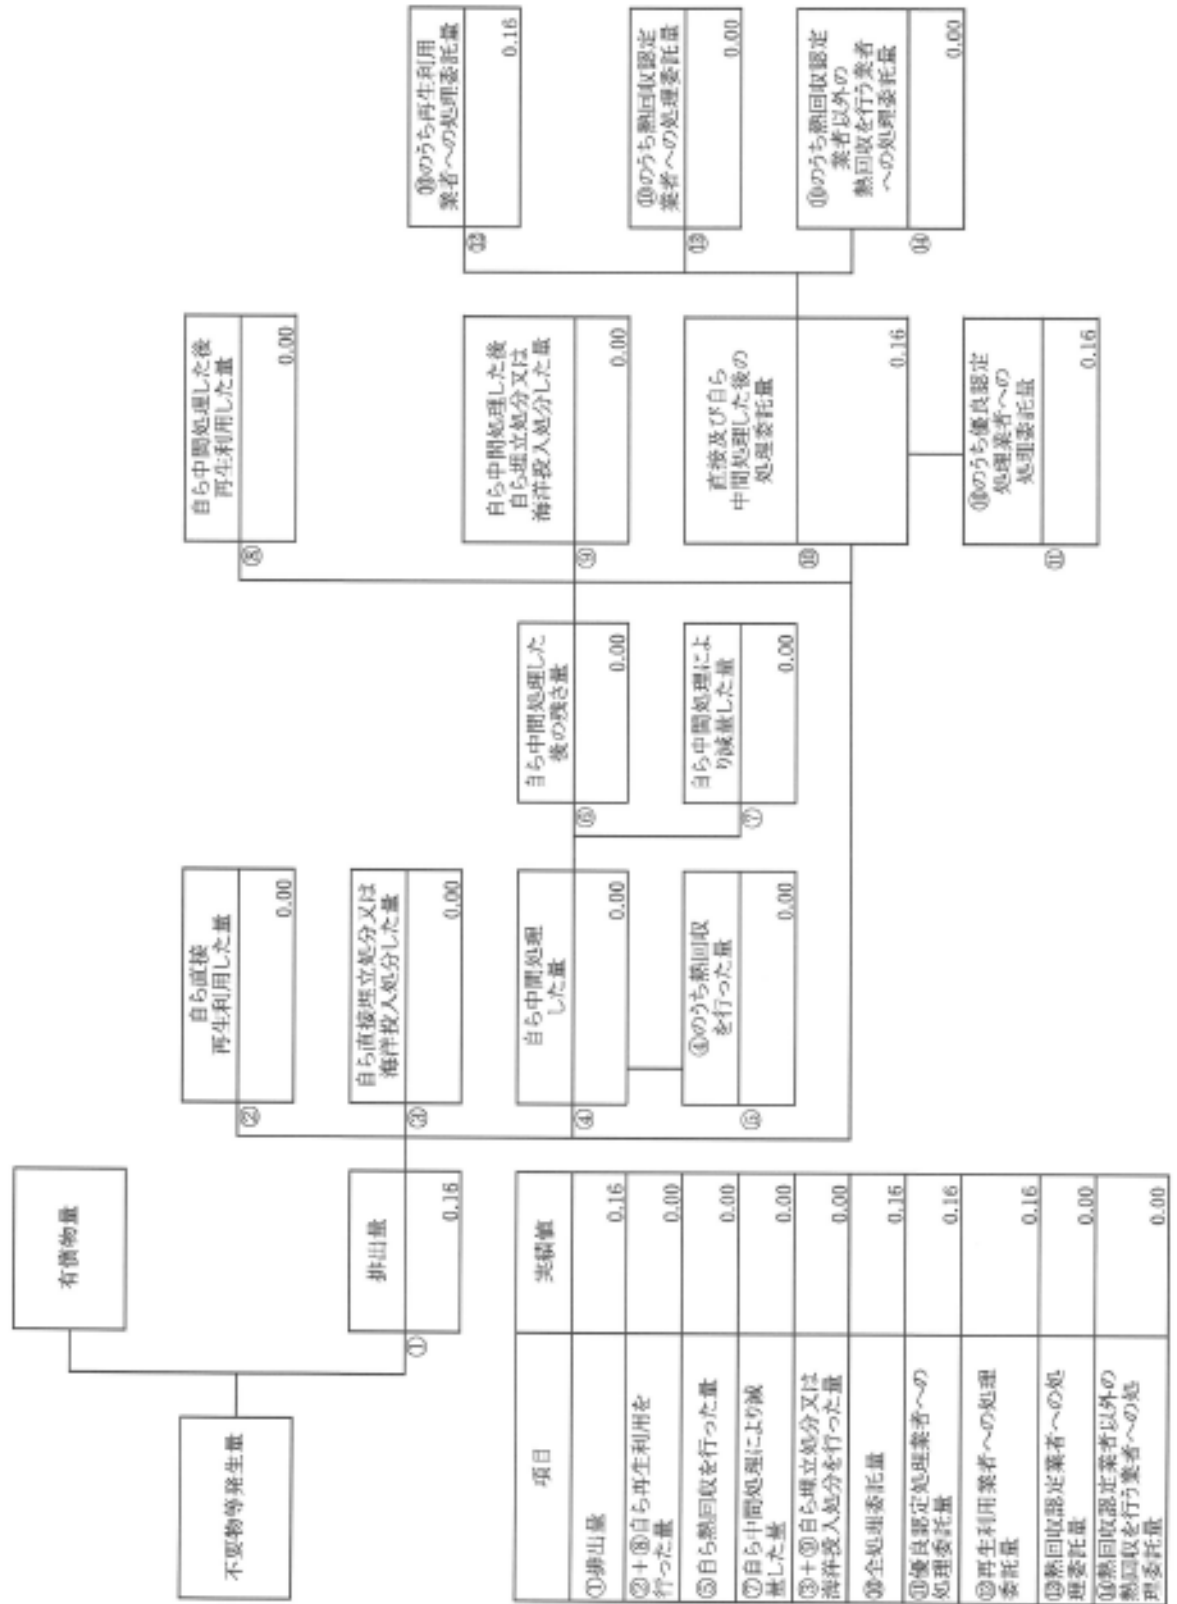 不要物等発生量
有償物量
①
排出量
0.16
②
自ら直接
再生利用した量
0.00
③
自ら直接埋立処分又は
海洋投入処分した量
0.00
④
自ら中間処理
した量
0.00
⑤
④のうち熱回収
を行った量
0.00
⑥
自ら中間処理した
後の残さ量
0.00
⑦
自ら中間処理によ
り減量した量
0.00
⑧
自ら中間処理した後
再生利用した量
0.00
⑨
自ら中間処理した後
自ら埋立処分又は
海洋投入処分した量
0.00
⑩
直接及び自ら
中間処理した後の
処理委託量
0.16
⑪
⑩のうち優良認定
処理業者への
処理委託量
0.16
⑫
⑩のうち再生利用
業者への処理委託量
0.16
⑬
⑩のうち熱回収認定
業者への処理委託量
0.00
⑭
⑩のうち熱回収認定
業者以外の
熱回収を行う業者
への処理委託量
0.00
項目 実績値
①排出量 0.16
②+⑧自ら再生利用を
行った量 0.00
⑤自ら熱回収を行った量 0.00
⑦自ら中間処理により減
量した量 0.00
③+⑨自ら埋立処分又は
海洋投入処分を行った量 0.00
⑩全処理委託量 0.16
⑪優良認定処理業者への
処理委託量 0.16
⑫再生利用業者への処理
委託量 0.16
⑬熱回収認定業者への処
理委託量 0.00
⑭熱回収認定業者以外の
熱回収を行う業者への処
理委託量 0.00